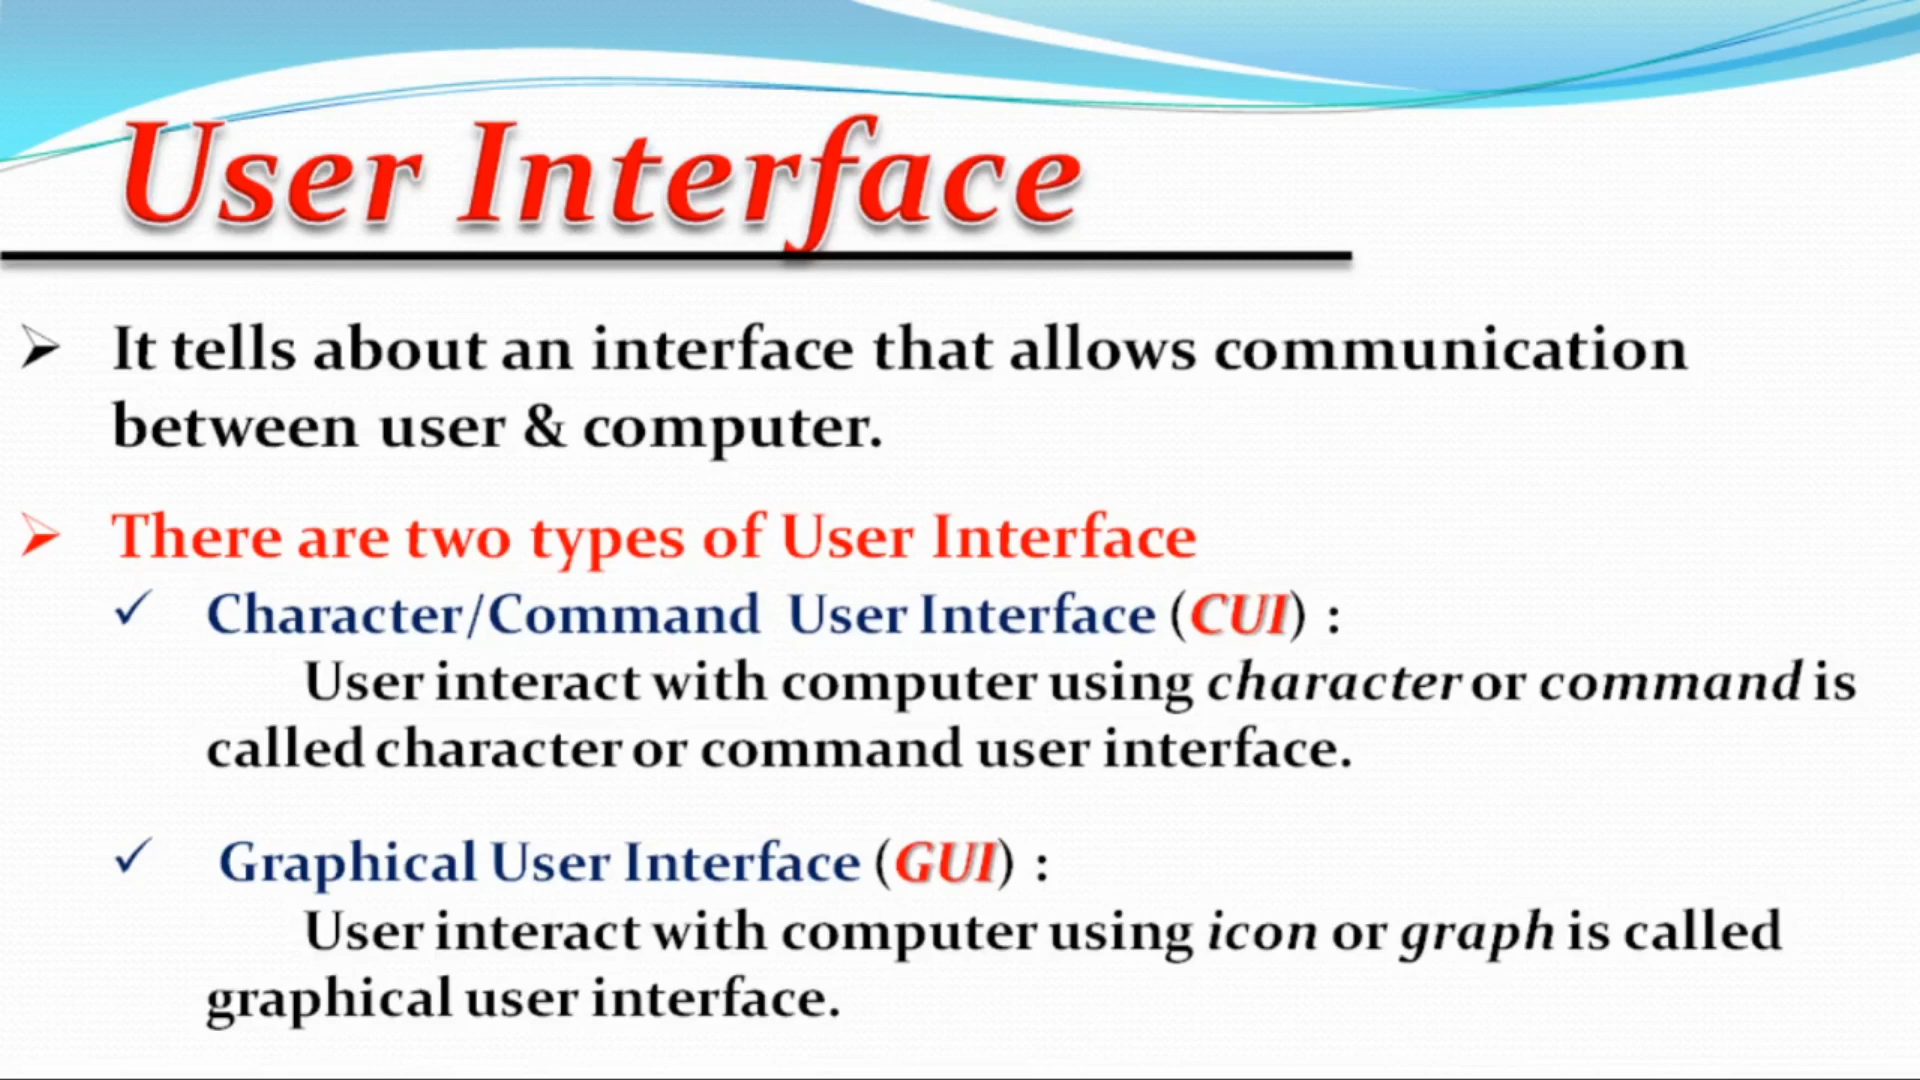 User Interface
It tells about an interface that allows communication
between user & computer.
There are two types of User Interface
Character/Command User Interface (CUI) :
User interact with computer using character or command is
called character or command user interface.
Graphical User Interface (GUI) :
User interact with computer using icon or graph is called
graphical user interface.